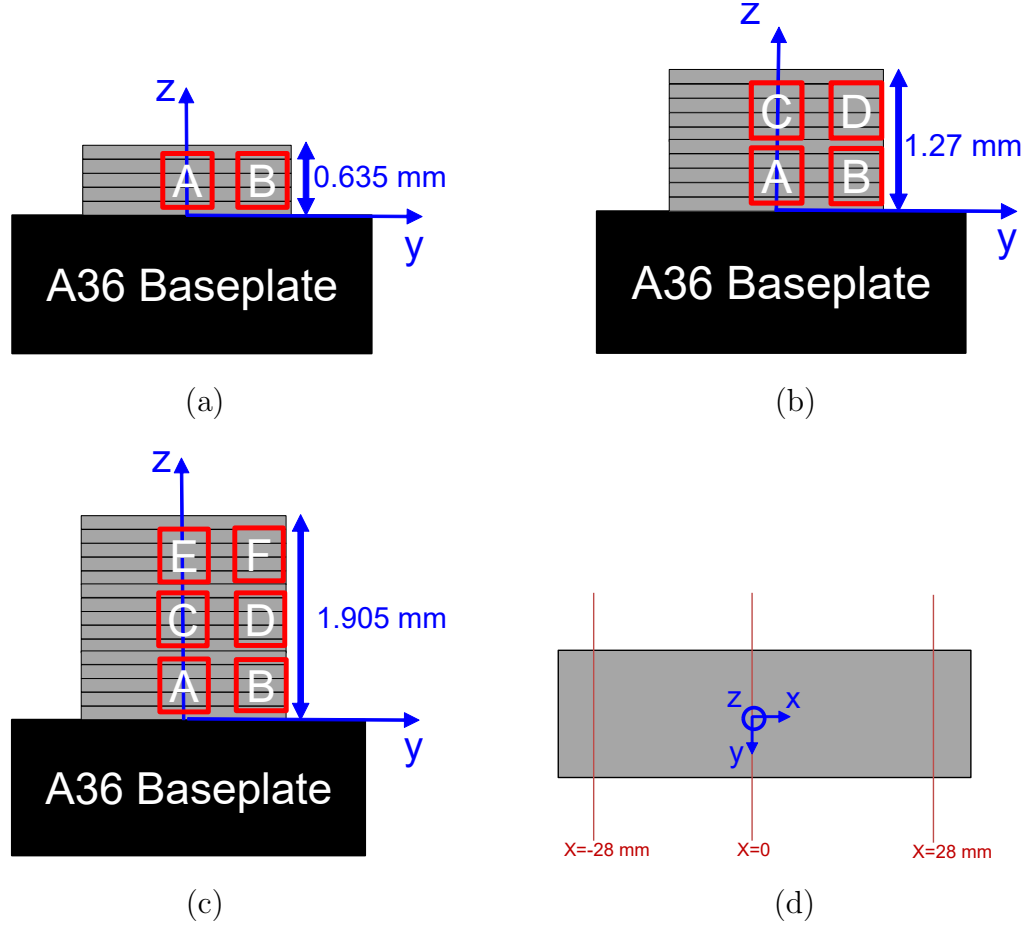 z
A B
0.635 mm
y
A36 Baseplate
(a)
z
C D
1.27 mm
A B
y
A36 Baseplate
(b)
z
E F
C D
1.905 mm
A B
y
A36 Baseplate
(c)
z x
y
X=-28 mm X=0 X=28 mm
(d)